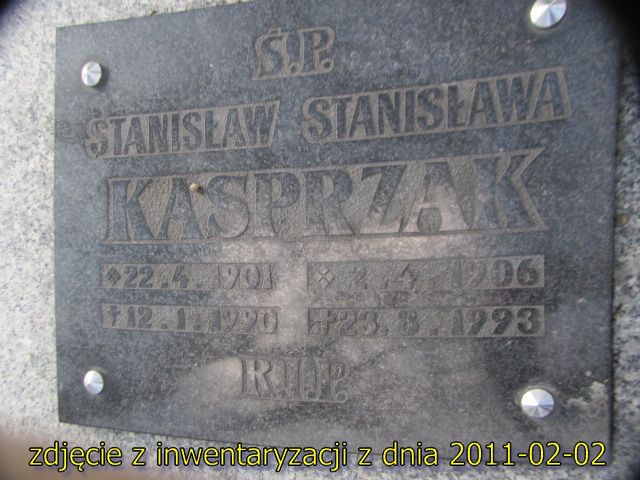 Ś.P.
STANISŁAW STANISŁAWA
KASPRZAK
22.4.1901 2.4.1906
†12.1.1990 †23.8.1993
R.I.P.
zdjęcie z inwentaryzacji z dnia 2011-02-02